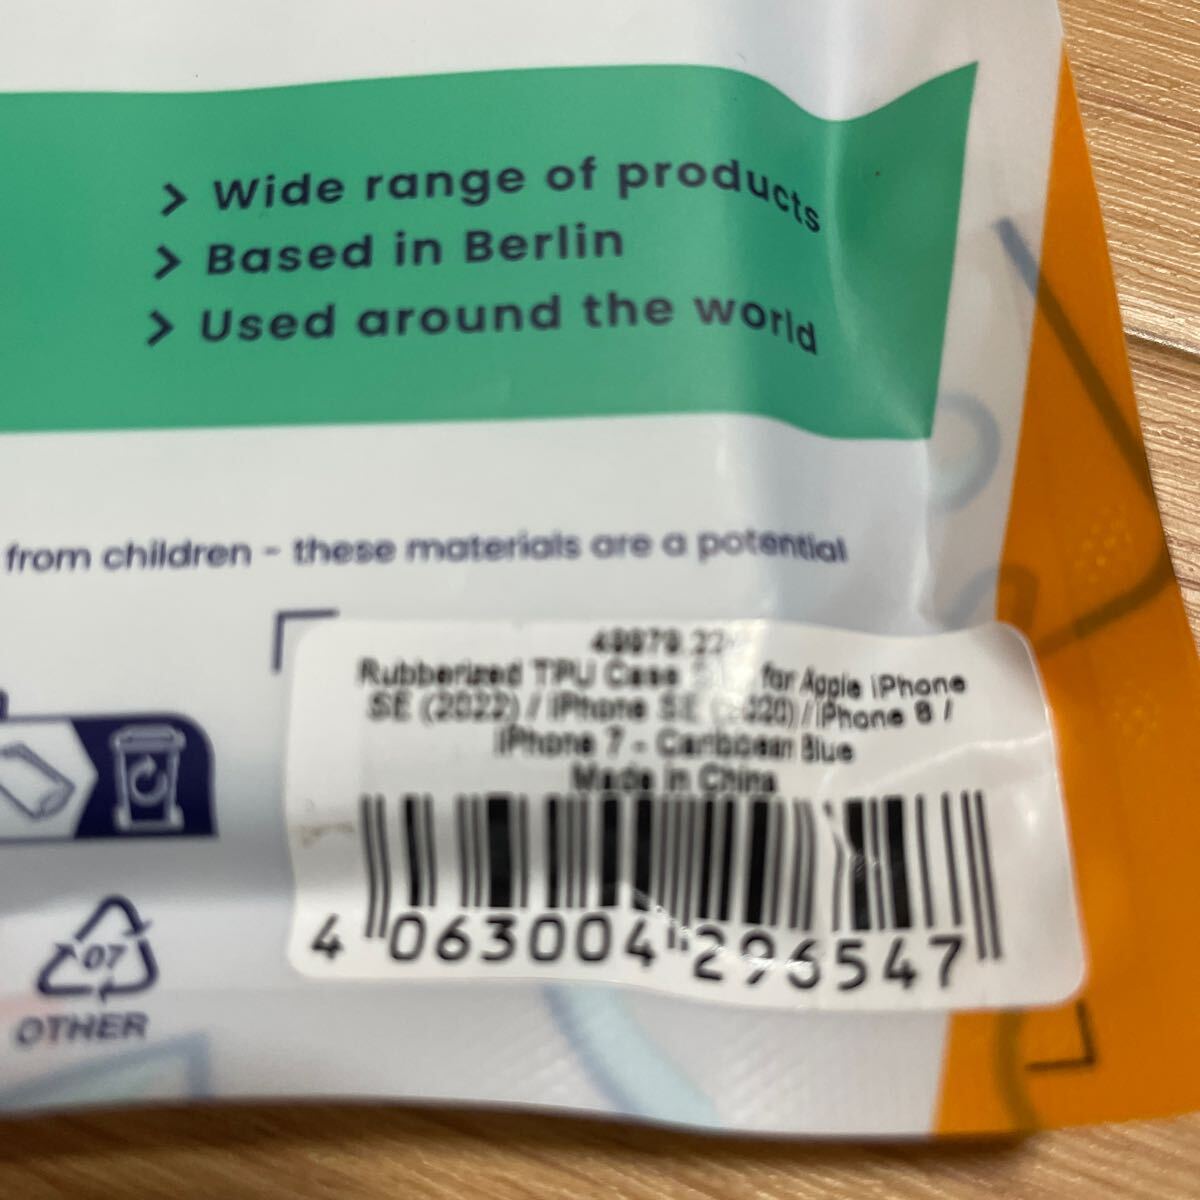 > Wide range of products
> Based in Berlin
> Used around the world
from children - these materials are a potential
Rubberized TPU Case for Apple iPhone
SE (2022) / iPhone SE (2020) / iPhone 8 /
iPhone 7 - Caribbean Blue
Made in China
4 063004 296547
07
OTHER